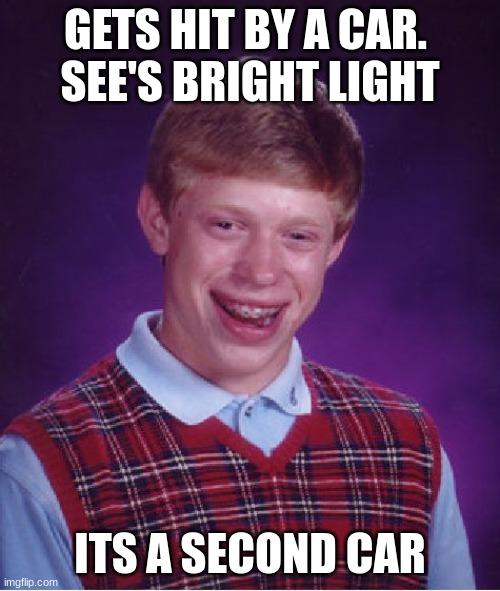 GETS HIT BY A CAR.
SEE'S BRIGHT LIGHT
ITS A SECOND CAR
imgflip.com